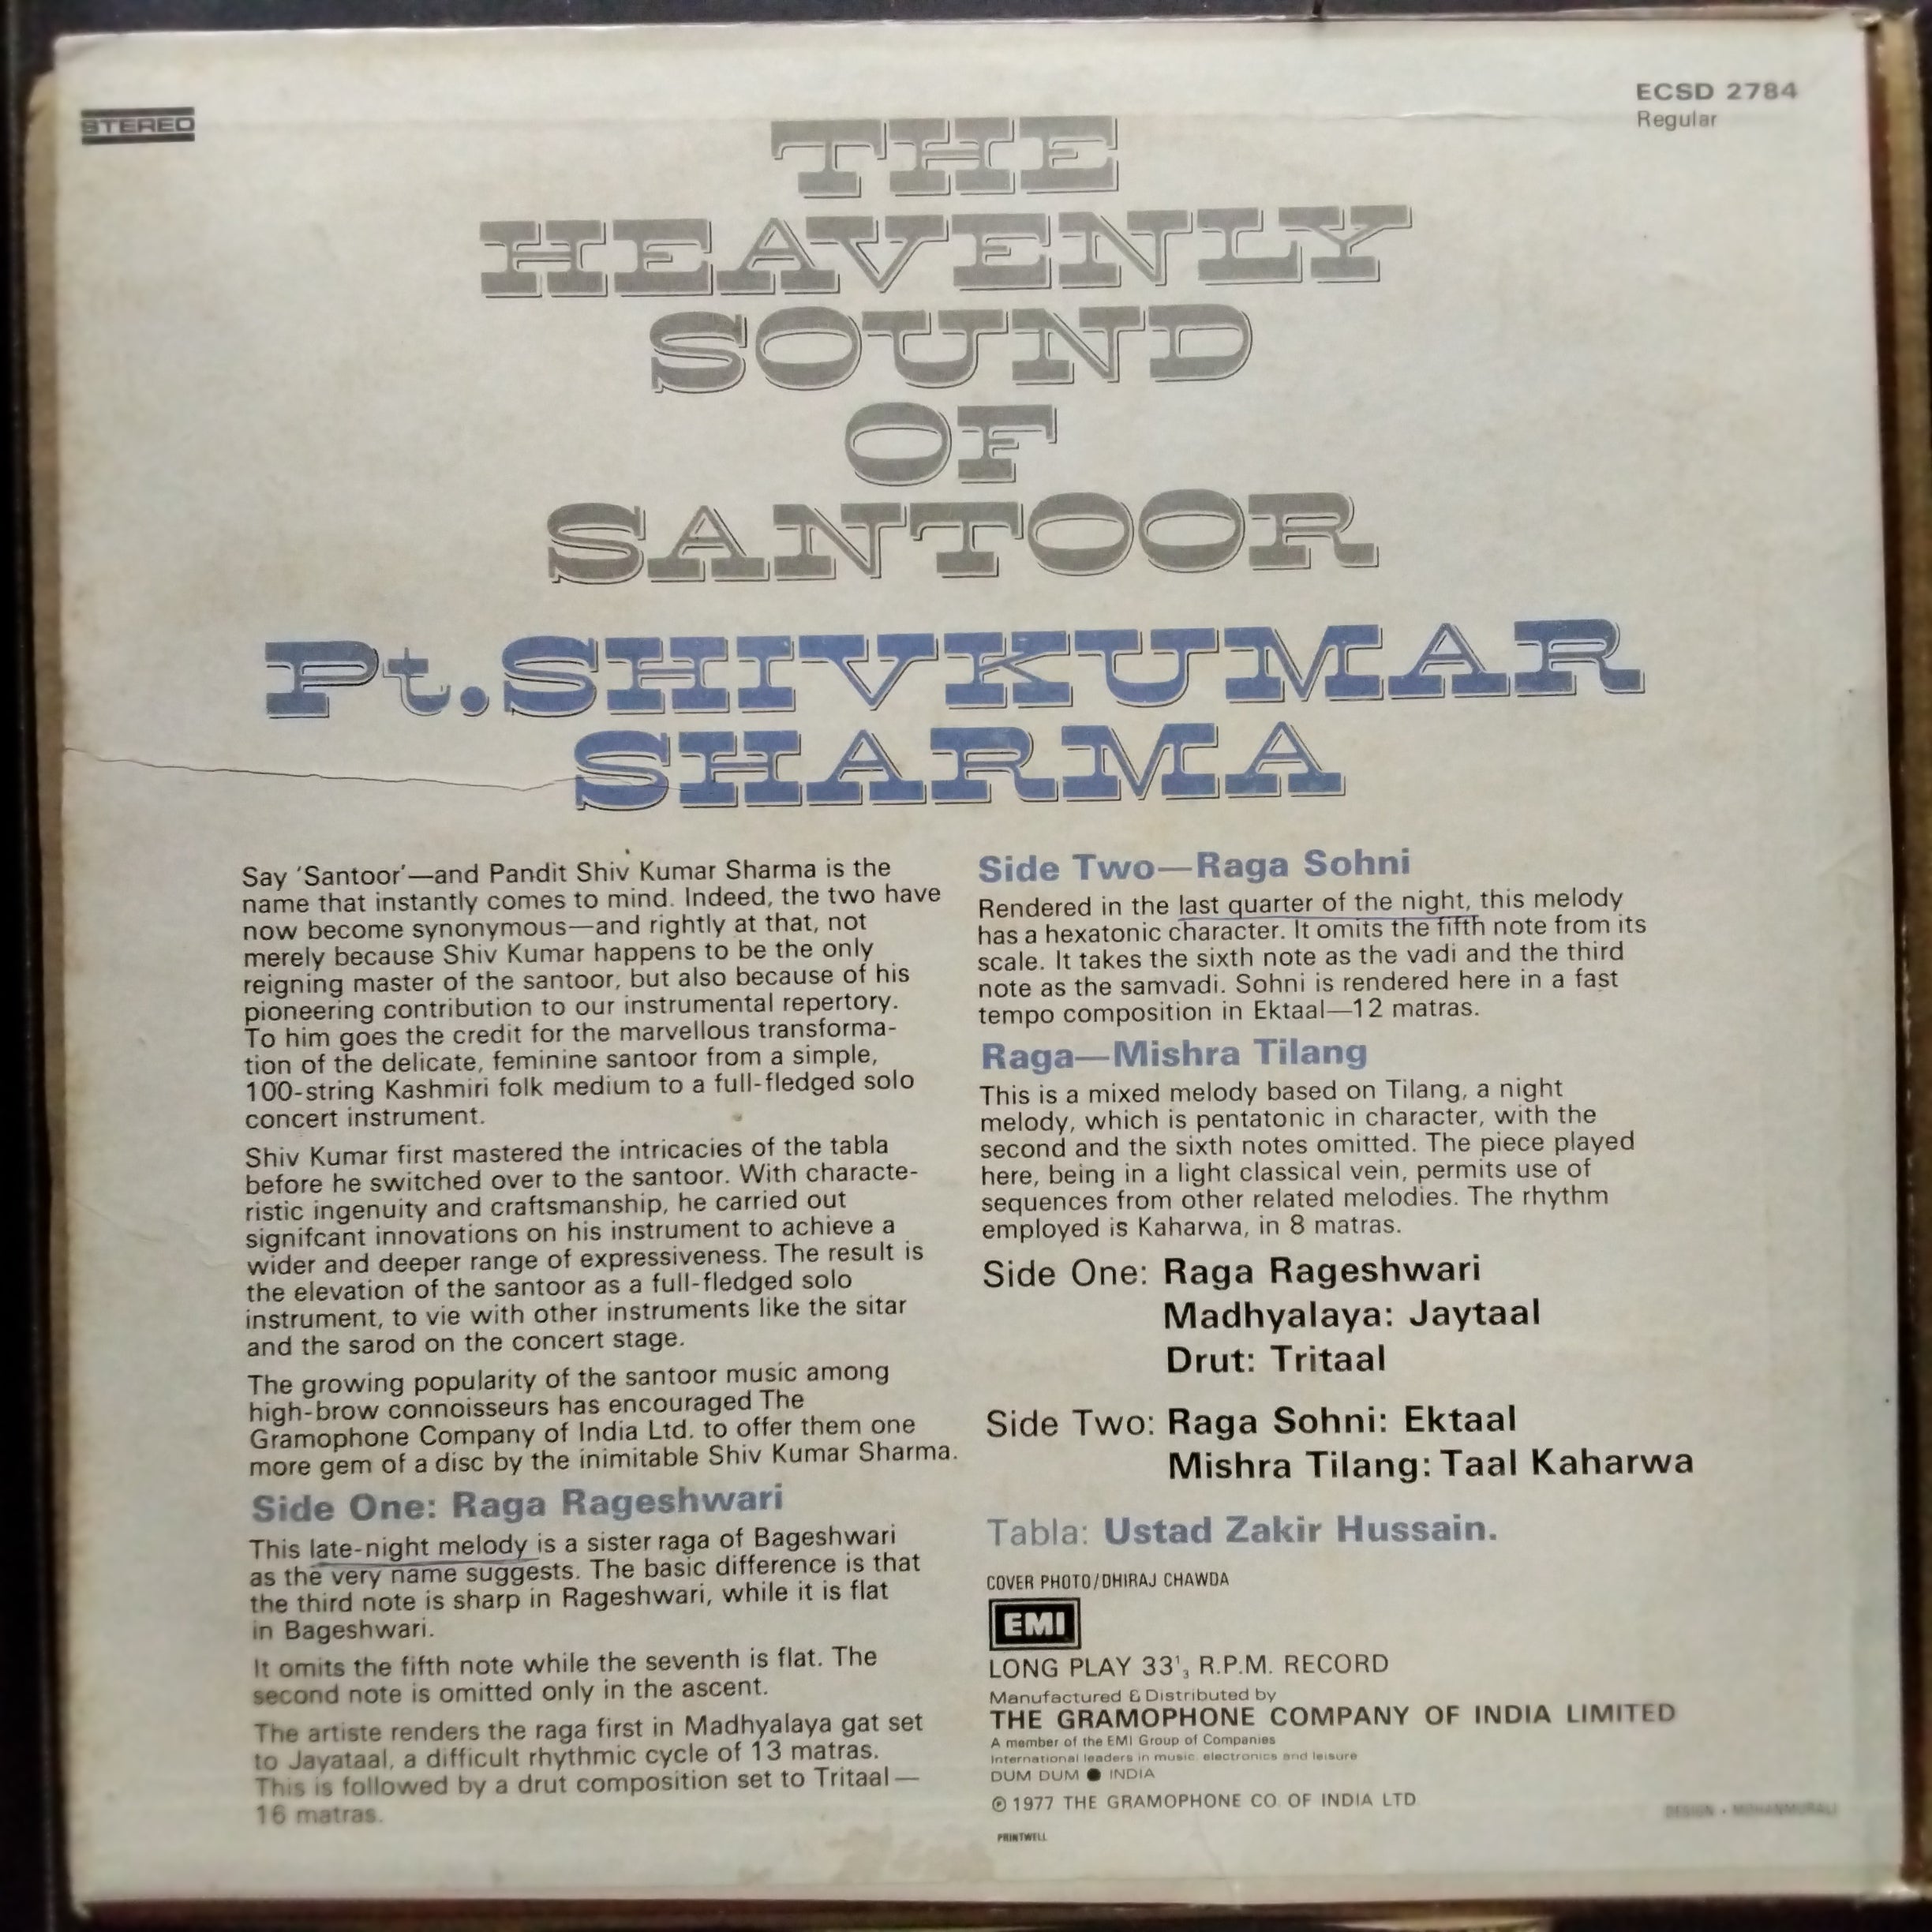 STEREO
ECSD 2784
Regular
THE
HEAVENLY
SOUND
OF
SANTOOR
Pt. SHIVKUMAR
SHARMA
Say 'Santoor'—and Pandit Shiv Kumar Sharma is the
name that instantly comes to mind. Indeed, the two have
now become synonymous—and rightly at that, not
merely because Shiv Kumar happens to be the only
reigning master of the santoor, but also because of his
pioneering contribution to our instrumental repertory.
To him goes the credit for the marvellous transforma-
tion of the delicate, feminine santoor from a simple,
100-string Kashmiri folk medium to a full-fledged solo
concert instrument.
Shiv Kumar first mastered the intricacies of the tabla
before he switched over to the santoor. With characte-
ristic ingenuity and craftsmanship, he carried out
signifcant innovations on his instrument to achieve a
wider and deeper range of expressiveness. The result is
the elevation of the santoor as a full-fledged solo
instrument, to vie with other instruments like the sitar
and the sarod on the concert stage.
The growing popularity of the santoor music among
high-brow connoisseurs has encouraged The
Gramophone Company of India Ltd. to offer them one
more gem of a disc by the inimitable Shiv Kumar Sharma.
Side One: Raga Rageshwari
This late-night melody is a sister raga of Bageshwari
as the very name suggests. The basic difference is that
the third note is sharp in Rageshwari, while it is flat
in Bageshwari.
It omits the fifth note while the seventh is flat. The
second note is omitted only in the ascent.
The artiste renders the raga first in Madhyalaya gat set
to Jayataal, a difficult rhythmic cycle of 13 matras.
This is followed by a drut composition set to Tritaal—
16 matras.
Side Two—Raga Sohni
Rendered in the last quarter of the night, this melody
has a hexatonic character. It omits the fifth note from its
scale. It takes the sixth note as the vadi and the third
note as the samvadi. Sohni is rendered here in a fast
tempo composition in Ektaal—12 matras.
Raga—Mishra Tilang
This is a mixed melody based on Tilang, a night
melody, which is pentatonic in character, with the
second and the sixth notes omitted. The piece played
here, being in a light classical vein, permits use of
sequences from other related melodies. The rhythm
employed is Kaharwa, in 8 matras.
Side One: Raga Rageshwari
Madhyalaya: Jaytaal
Drut: Tritaal
Side Two: Raga Sohni: Ektaal
Mishra Tilang: Taal Kaharwa
Tabla: Ustad Zakir Hussain.
COVER PHOTO/DHIRAJ CHAWDA
EMI
LONG PLAY 33⅓ R.P.M. RECORD
Manufactured & Distributed by
THE GRAMOPHONE COMPANY OF INDIA LIMITED
A member of the EMI Group of Companies
International leaders in music, electronics and leisure
DUM DUM ● INDIA
℗ 1977 THE GRAMOPHONE CO. OF INDIA LTD
PRINTWELL
DESIGN • MOHANMURALI